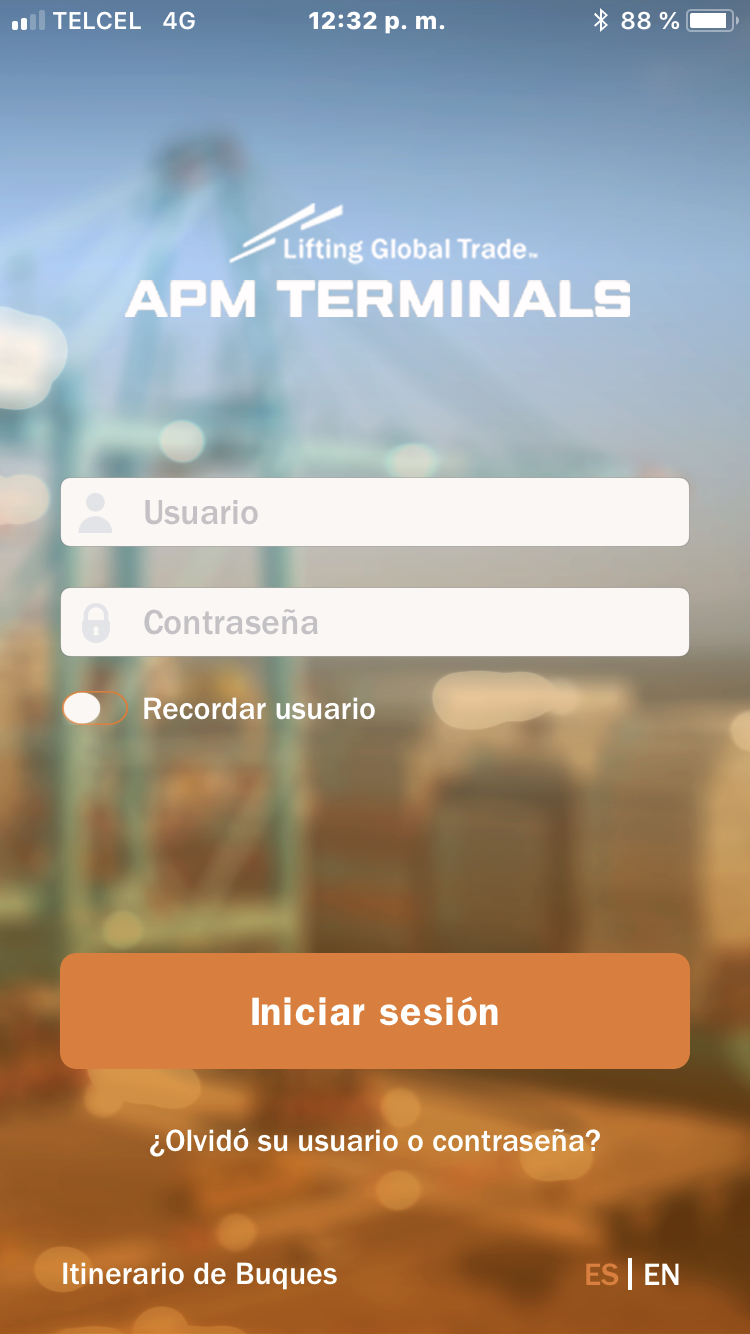 TELCEL 4G 12:32 p. m. 88 %
Lifting Global Trade™
APM TERMINALS
Usuario
Contraseña
Recordar usuario
Iniciar sesión
¿Olvidó su usuario o contraseña?
Itinerario de Buques ES | EN